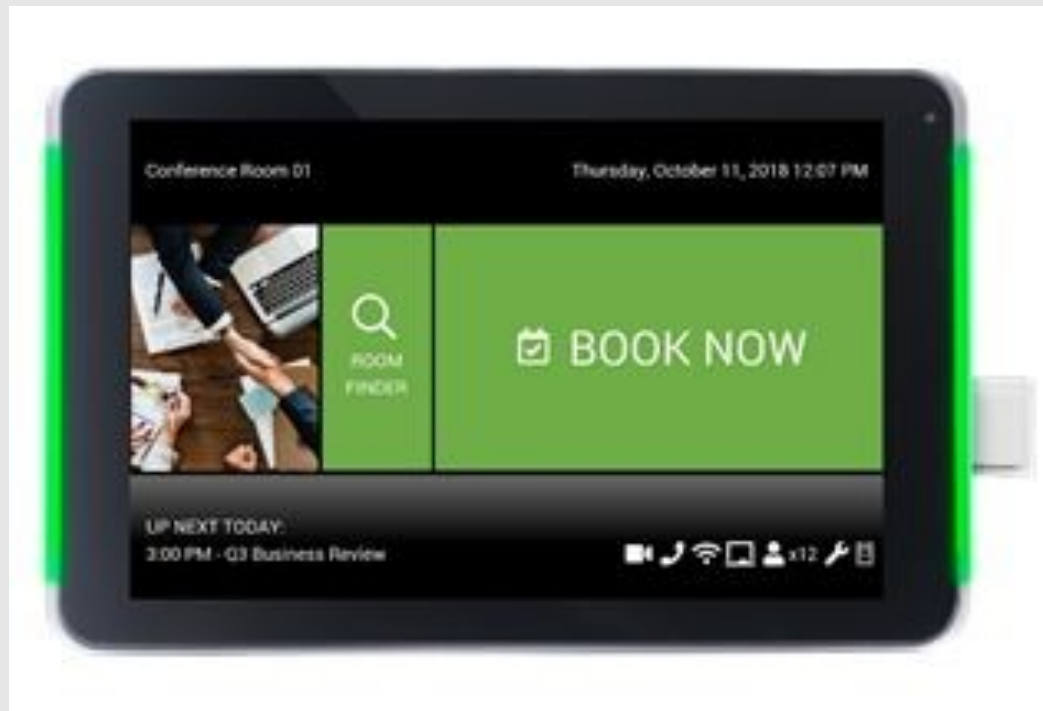 Conference Room 01
Thursday, October 11, 2018 12:07 PM
ROOM
FINDER
BOOK NOW
UP NEXT TODAY:
3:00 PM - Q3 Business Review
x12